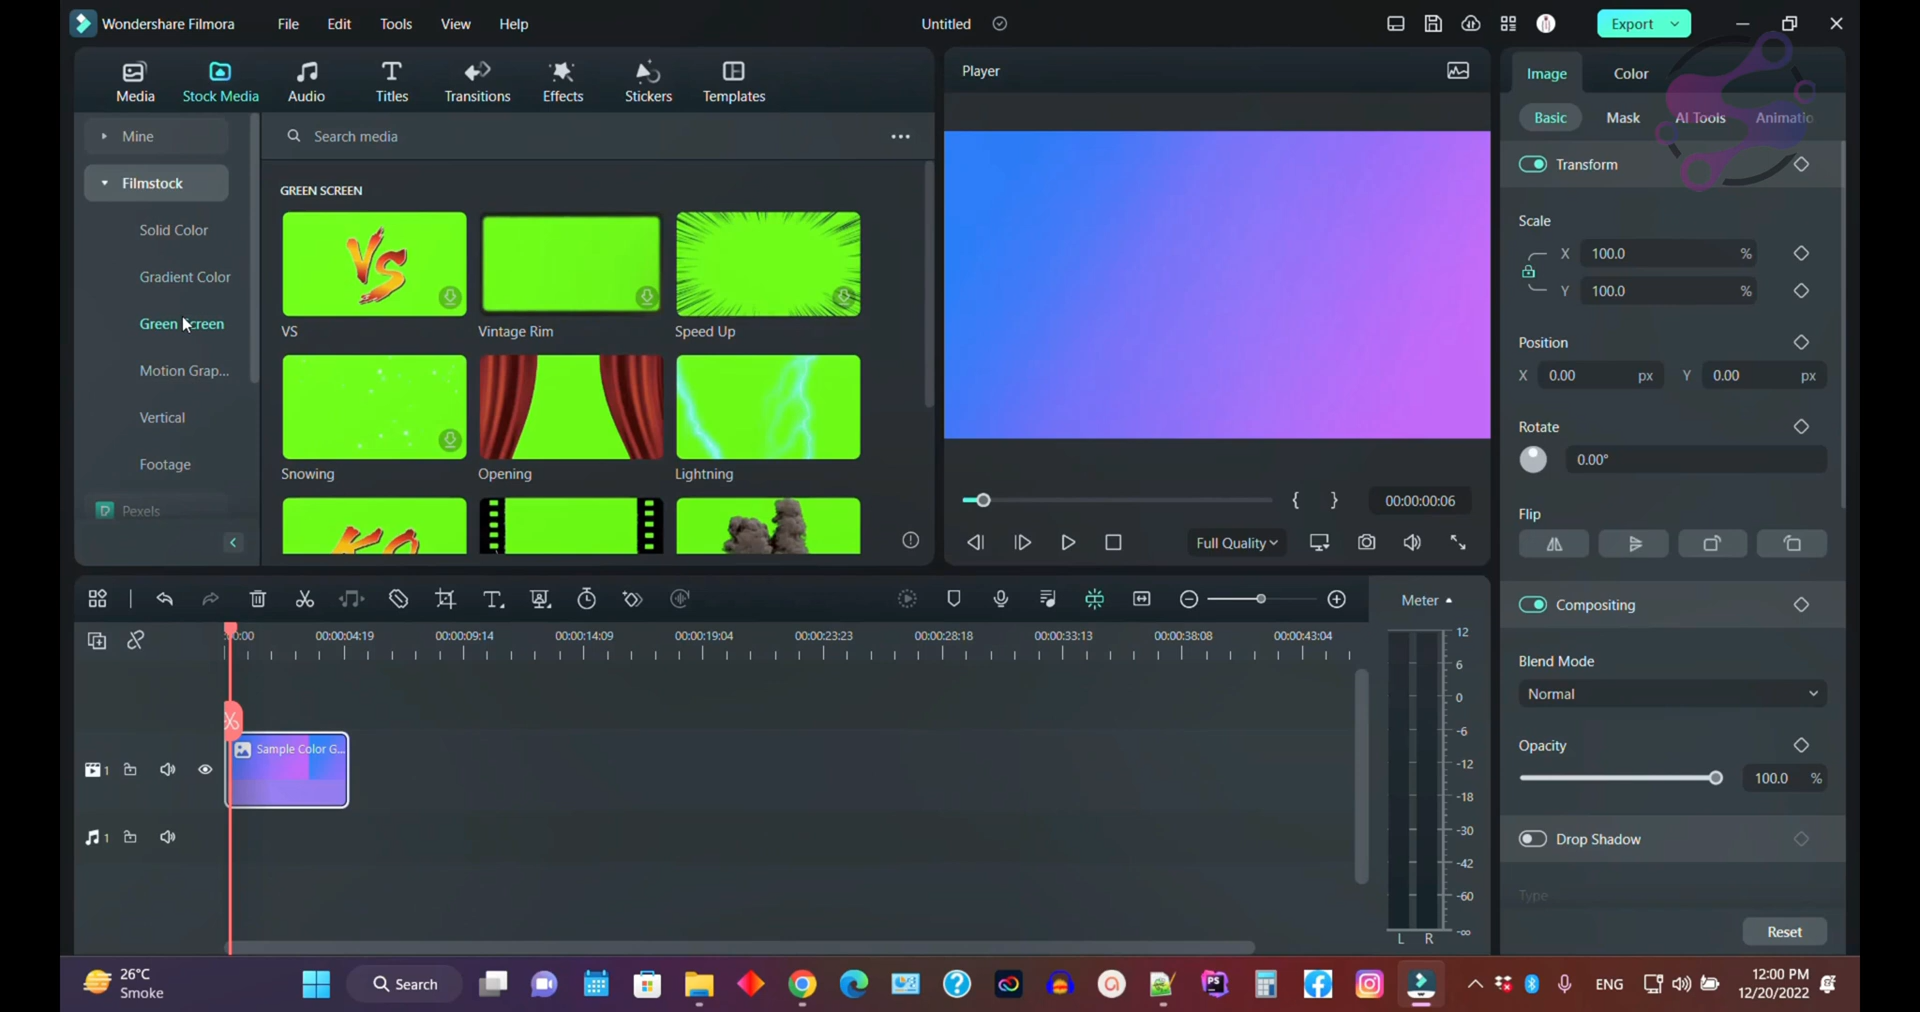 Wondershare Filmora
File
Edit
Tools
View
Help
Untitled
Export
Media
Stock Media
Audio
Titles
Transitions
Effects
Stickers
Templates
Player
Image
Color
Mine
Search media
Basic
Mask
AI Tools
Animatio
Filmstock
GREEN SCREEN
Transform
Solid Color
Gradient Color
Green Screen
Motion Grap...
Vertical
Footage
Pexels
VS
VS
Vintage Rim
Speed Up
Snowing
Opening
Lightning
KO
Scale
X 100.0 %
Y 100.0 %
Position
X 0.00 px Y 0.00 px
Rotate
0.00°
{ } 00:00:00:06
Flip
Full Quality
Compositing
Meter
:00:00 00:00:04:19 00:00:09:14 00:00:14:09 00:00:19:04 00:00:23:23 00:00:28:18 00:00:33:13 00:00:38:08 00:00:43:04
12
6
0
-6
-12
-18
-30
-42
-60
-∞
L R
Blend Mode
Normal
Opacity
100.0 %
Sample Color G...
1
1
Drop Shadow
Type
Reset
26°C
Smoke
Search
PS
ENG
12:00 PM
12/20/2022